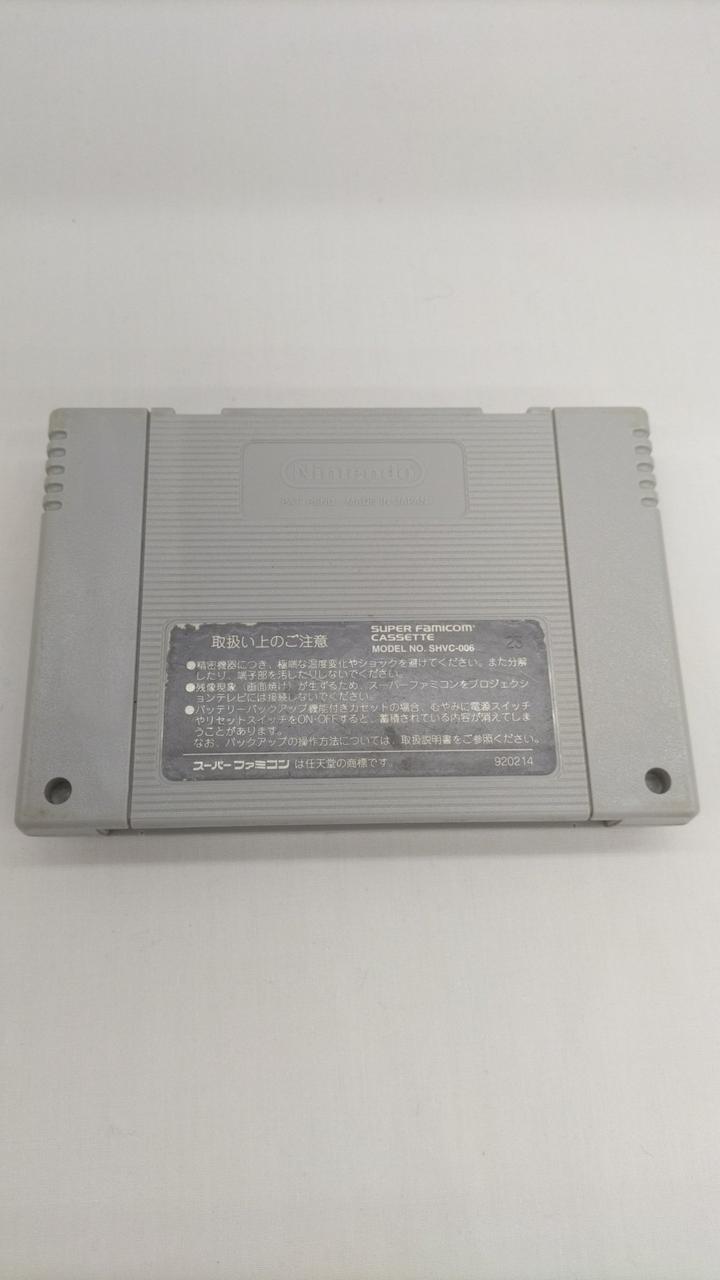 Nintendo
PAT. PEND. MADE IN JAPAN
取扱い上のご注意
SUPER FAMICOM
CASSETTE
MODEL NO. SHVC-006
23
●精密機器につき、極端な温度変化やショックを避けてください。また分解
したり、端子部を汚したりしないでください。
●残像現象（画面焼け）が生ずるため、スーパーファミコンをプロジェクシ
ョンテレビには接続しないでください。
●バッテリーバックアップ機能付きカセットの場合、むやみに電源スイッチ
やリセットスイッチをON・OFFすると、蓄積されている内容が消えてしま
うことがあります。
なお、バックアップの操作方法については、取扱説明書をご参照ください。
スーパーファミコン は任天堂の商標です。
920214